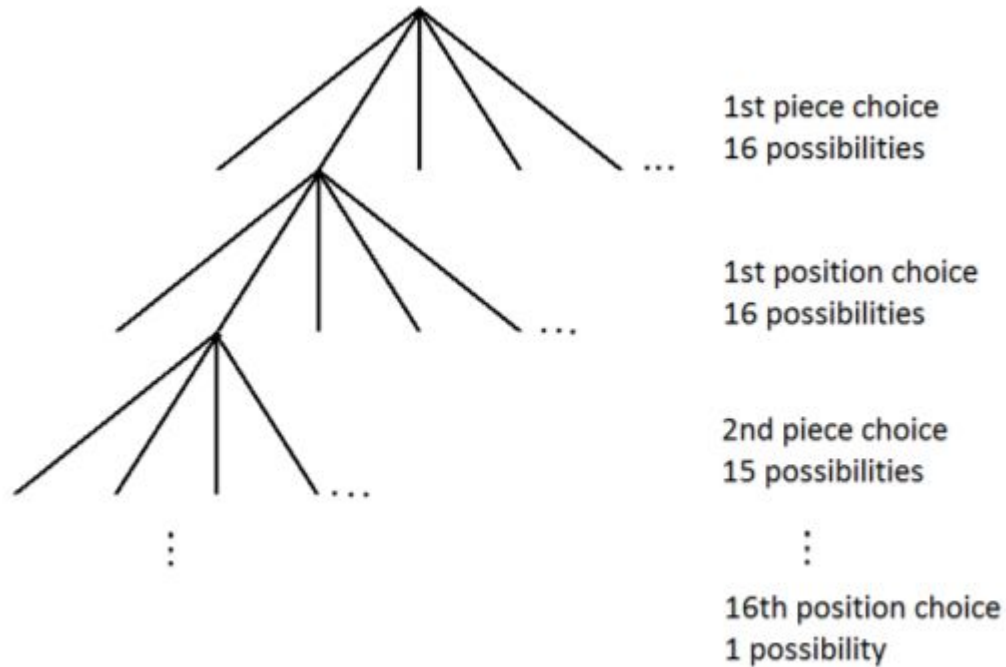 1st piece choice
16 possibilities
...
1st position choice
16 possibilities
...
2nd piece choice
15 possibilities
...
16th position choice
1 possibility